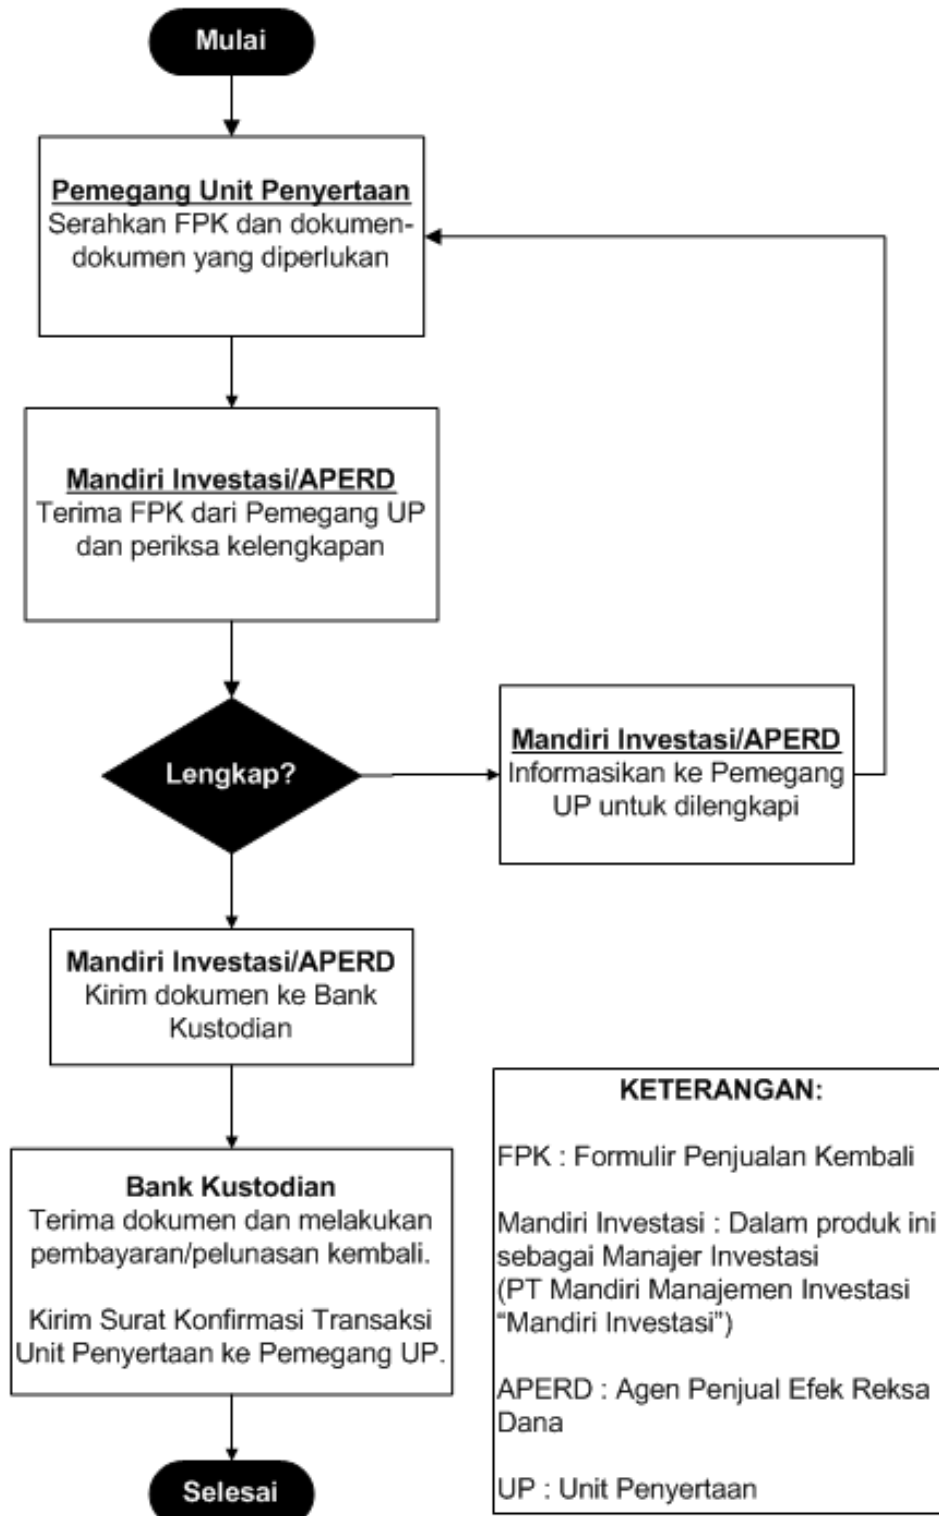 Mulai
Pemegang Unit Penyertaan
Serahkan FPK dan dokumen-
dokumen yang diperlukan
Mandiri Investasi/APERD
Terima FPK dari Pemegang UP
dan periksa kelengkapan
Lengkap?
Mandiri Investasi/APERD
Informasikan ke Pemegang
UP untuk dilengkapi
Mandiri Investasi/APERD
Kirim dokumen ke Bank
Kustodian
Bank Kustodian
Terima dokumen dan melakukan
pembayaran/pelunasan kembali.
Kirim Surat Konfirmasi Transaksi
Unit Penyertaan ke Pemegang UP.
Selesai
KETERANGAN:
FPK : Formulir Penjualan Kembali
Mandiri Investasi : Dalam produk ini
sebagai Manajer Investasi
(PT Mandiri Manajemen Investasi
“Mandiri Investasi”)
APERD : Agen Penjual Efek Reksa
Dana
UP : Unit Penyertaan